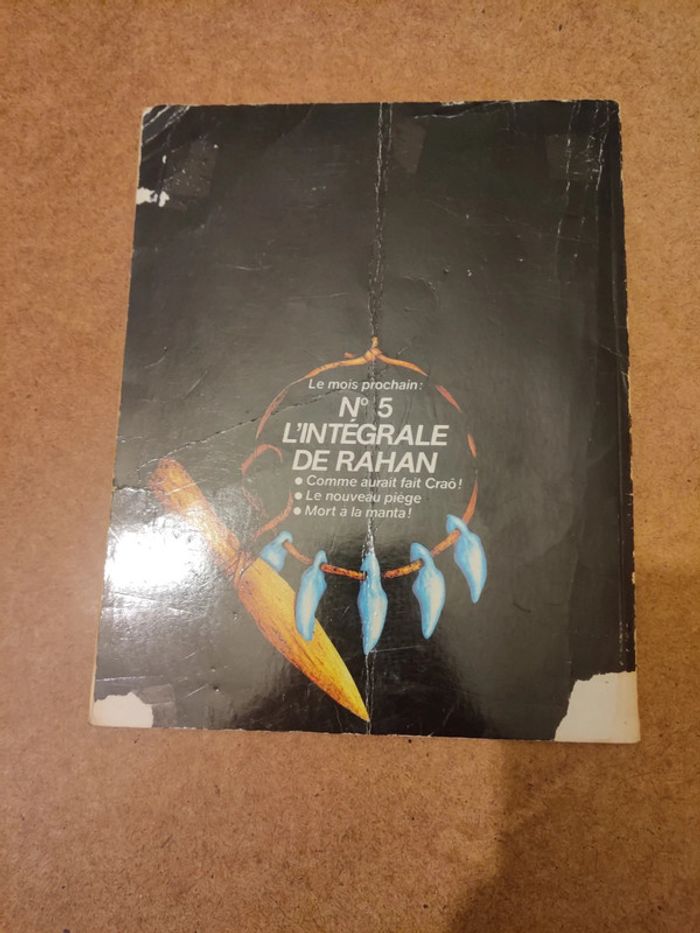 Le mois prochain:
N° 5
L'INTÉGRALE
DE RAHAN
● Comme aurait fait Craô!
● Le nouveau piège
● Mort à la manta!